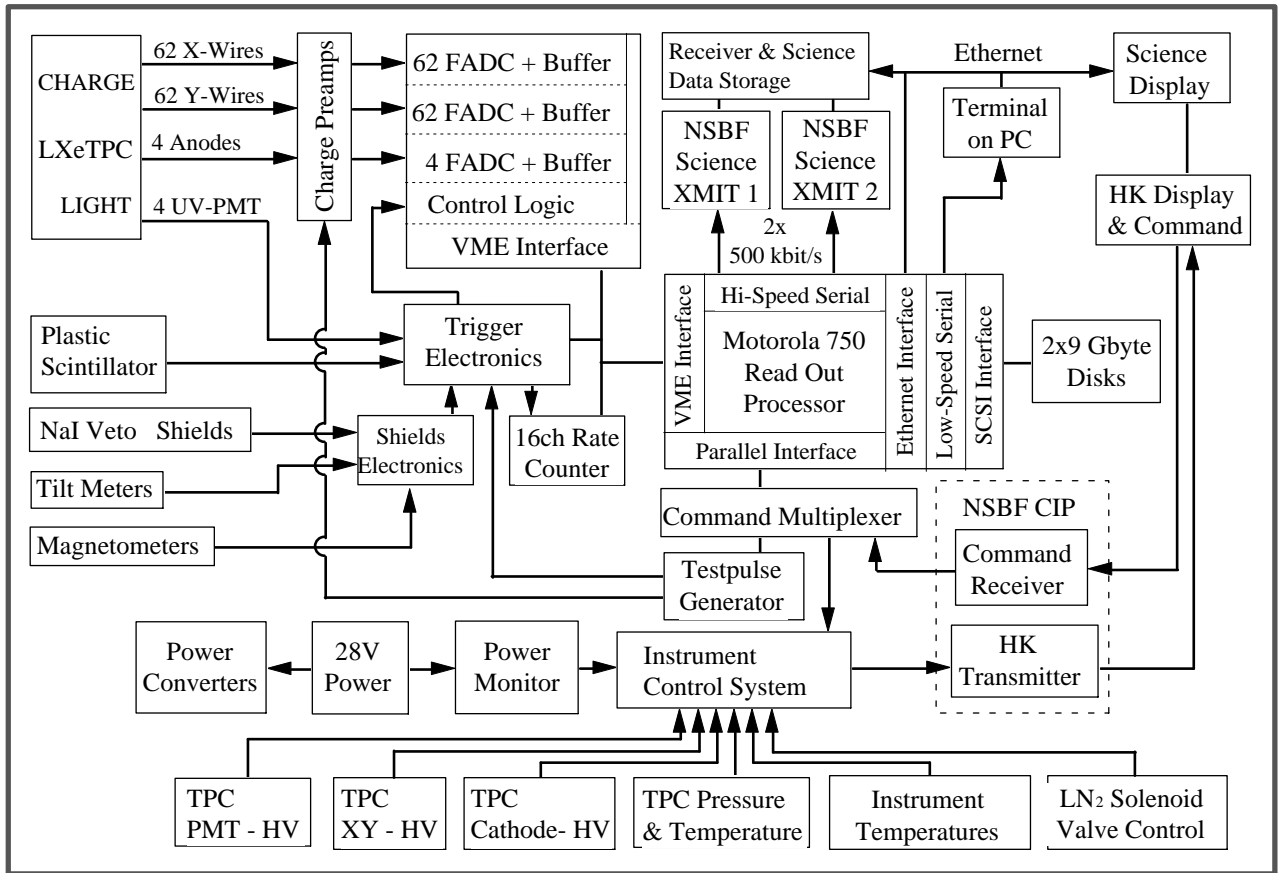 CHARGE
LXeTPC
LIGHT
62 X-Wires
62 Y-Wires
4 Anodes
4 UV-PMT
Charge Preamps
62 FADC + Buffer
62 FADC + Buffer
4 FADC + Buffer
Control Logic
VME Interface
Receiver & Science
Data Storage
Ethernet
Science
Display
NSBF
Science
XMIT 1
NSBF
Science
XMIT 2
Terminal
on PC
HK Display
& Command
2x
500 kbit/s
Plastic
Scintillator
Trigger
Electronics
VME Interface
Hi-Speed Serial
Motorola 750
Read Out
Processor
Parallel Interface
Ethernet Interface
Low-Speed Serial
SCSI Interface
2x9 Gbyte
Disks
NaI Veto Shields
Shields
Electronics
16ch Rate
Counter
Tilt Meters
Magnetometers
Command Multiplexer
NSBF CIP
Command
Receiver
Testpulse
Generator
Power
Converters
28V
Power
Power
Monitor
Instrument
Control System
HK
Transmitter
TPC
PMT - HV
TPC
XY - HV
TPC
Cathode- HV
TPC Pressure
& Temperature
Instrument
Temperatures
LN2 Solenoid
Valve Control